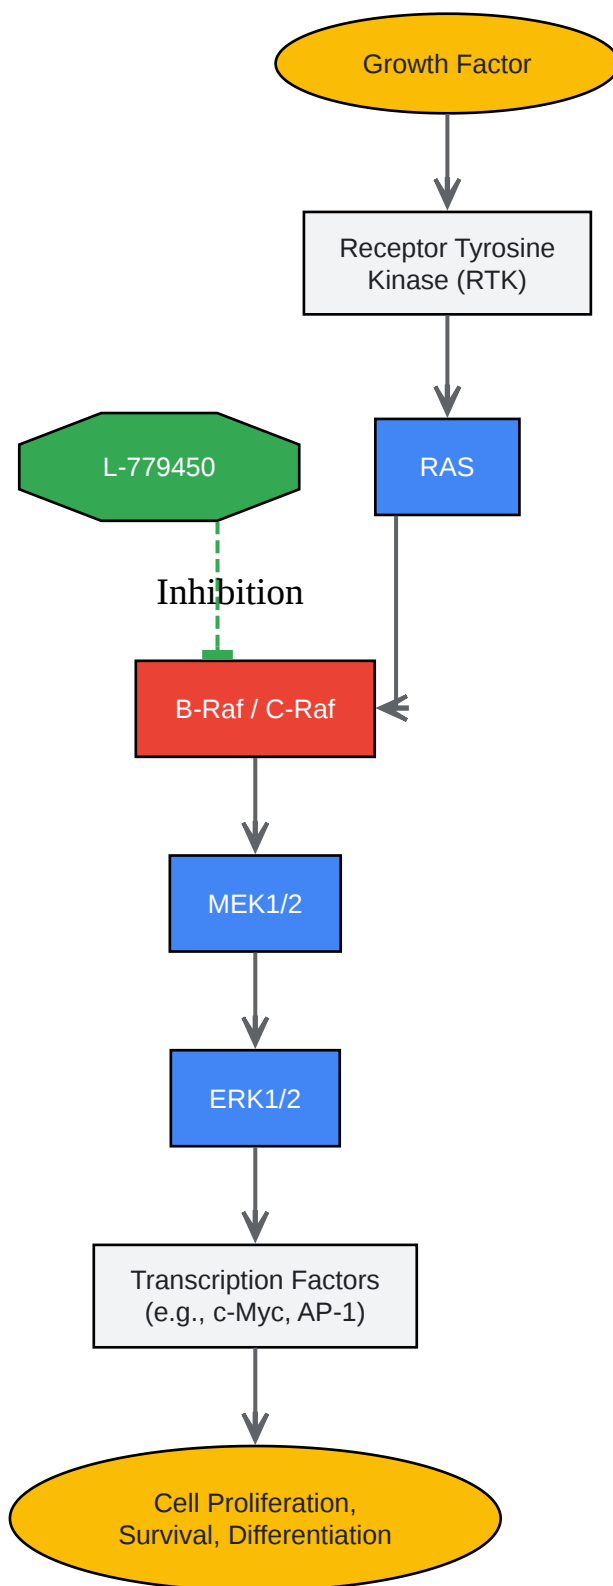 Growth Factor
Receptor Tyrosine
Kinase (RTK)
L-779450
RAS
Inhibition
B-Raf / C-Raf
MEK1/2
ERK1/2
Transcription Factors
(e.g., c-Myc, AP-1)
Cell Proliferation,
Survival, Differentiation